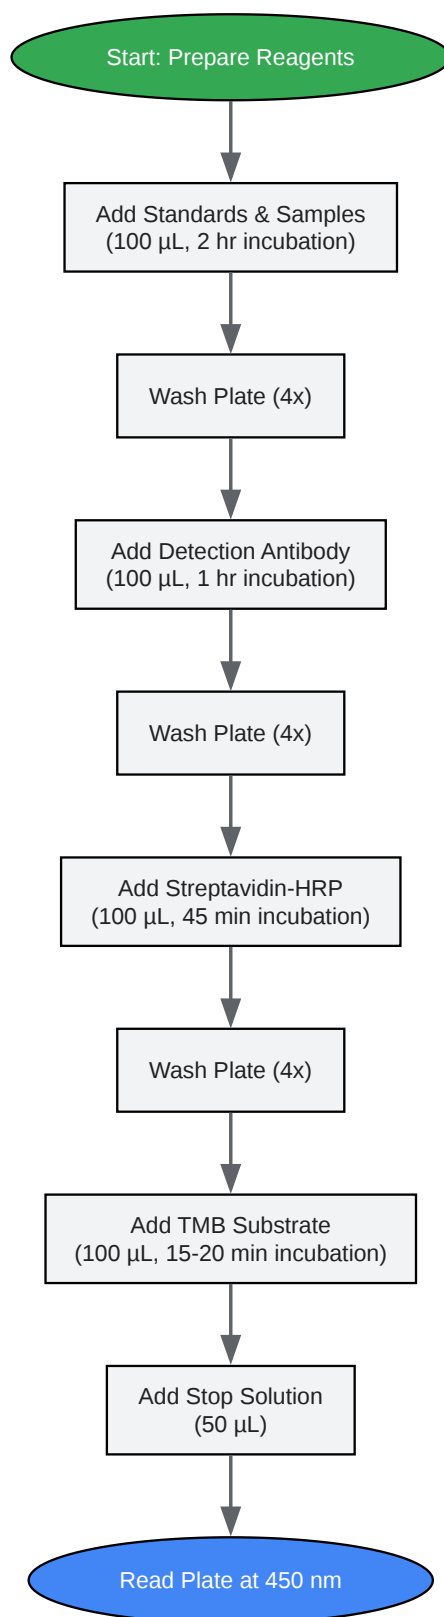 Start: Prepare Reagents
Add Standards & Samples
(100 µL, 2 hr incubation)
Wash Plate (4x)
Add Detection Antibody
(100 µL, 1 hr incubation)
Wash Plate (4x)
Add Streptavidin-HRP
(100 µL, 45 min incubation)
Wash Plate (4x)
Add TMB Substrate
(100 µL, 15-20 min incubation)
Add Stop Solution
(50 µL)
Read Plate at 450 nm